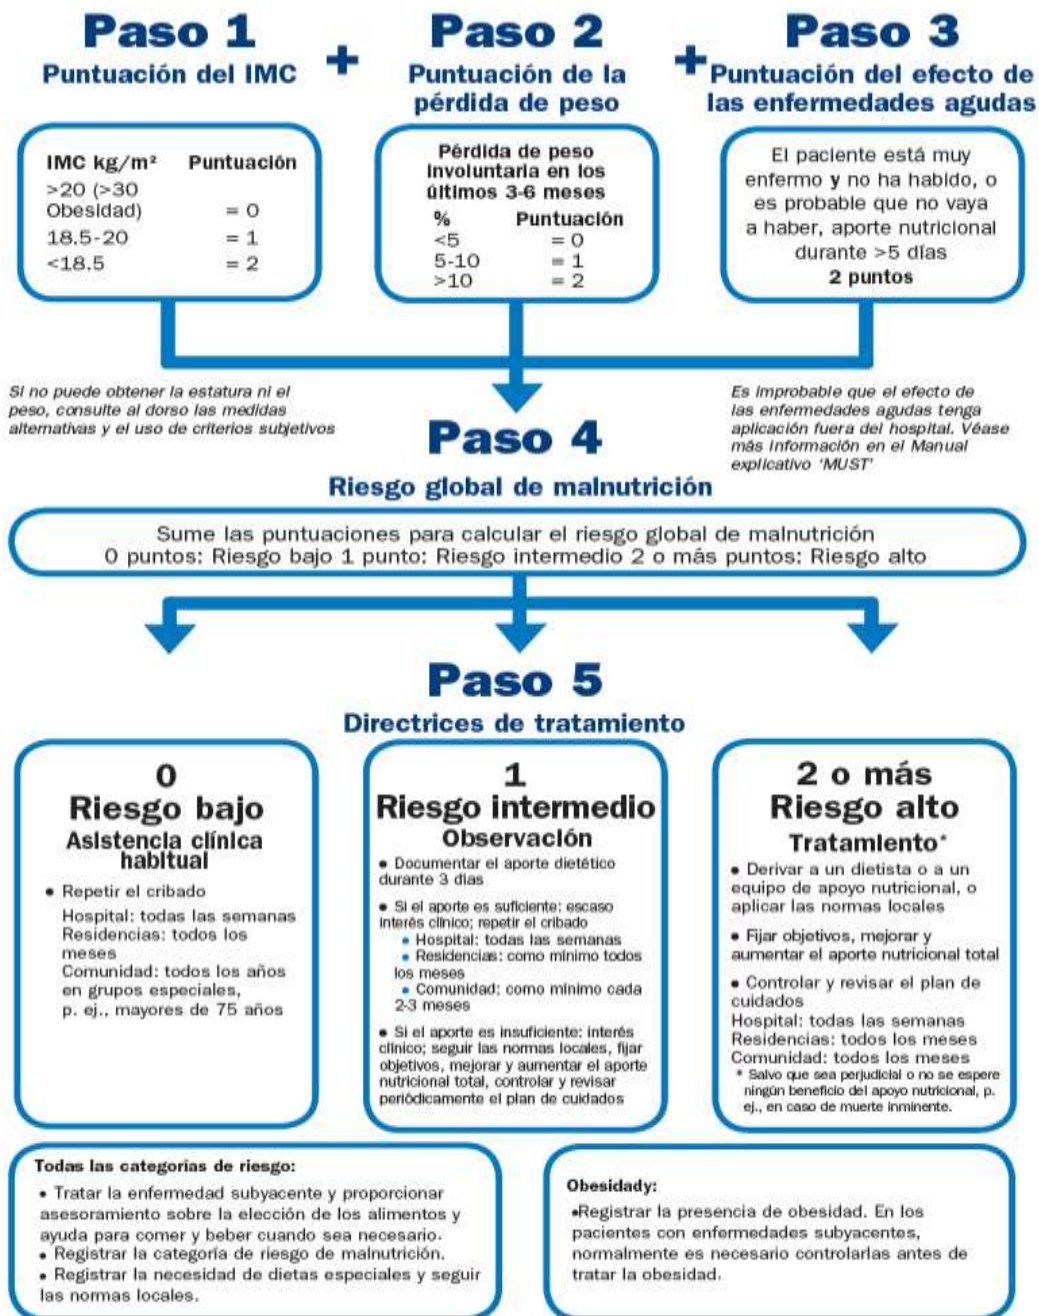 Paso 1
Puntuación del IMC
+
Paso 2
Puntuación de la
pérdida de peso
+
Paso 3
Puntuación del efecto de
las enfermedades agudas
IMC kg/m² Puntuación
>20 (>30
Obesidad) = 0
18.5-20 = 1
<18.5 = 2
Pérdida de peso
Involuntaria en los
últimos 3-6 meses
% Puntuación
<5 = 0
5-10 = 1
>10 = 2
El paciente está muy
enfermo y no ha habido, o
es probable que no vaya
a haber, aporte nutricional
durante >5 días
2 puntos
Si no puede obtener la estatura ni el
peso, consulte al dorso las medidas
alternativas y el uso de criterios subjetivos
Es improbable que el efecto de
las enfermedades agudas tenga
aplicación fuera del hospital. Véase
más información en el Manual
explicativo 'MUST'
Paso 4
Riesgo global de malnutrición
Sume las puntuaciones para calcular el riesgo global de malnutrición
0 puntos: Riesgo bajo 1 punto: Riesgo intermedio 2 o más puntos: Riesgo alto
Paso 5
Directrices de tratamiento
0
Riesgo bajo
Asistencia clínica
habitual
• Repetir el cribado
Hospital: todas las semanas
Residencias: todos los
meses
Comunidad: todos los años
en grupos especiales,
p. ej., mayores de 75 años
1
Riesgo intermedio
Observación
• Documentar el aporte dietético
durante 3 días
• Si el aporte es suficiente: escaso
interés clínico; repetir el cribado
• Hospital: todas las semanas
• Residencias: como mínimo todos
los meses
• Comunidad: como mínimo cada
2-3 meses
• Si el aporte es insuficiente: interés
clínico; seguir las normas locales, fijar
objetivos, mejorar y aumentar el aporte
nutricional total, controlar y revisar
periódicamente el plan de cuidados
2 o más
Riesgo alto
Tratamiento*
• Derivar a un dietista o a un
equipo de apoyo nutricional, o
aplicar las normas locales
• Fijar objetivos, mejorar y
aumentar el aporte nutricional total
• Controlar y revisar el plan de
cuidados
Hospital: todas las semanas
Residencias: todos los meses
Comunidad: todos los meses
* Salvo que sea perjudicial o no se espere
ningún beneficio del apoyo nutricional, p.
ej., en caso de muerte inminente.
Todas las categorías de riesgo:
• Tratar la enfermedad subyacente y proporcionar
asesoramiento sobre la elección de los alimentos y
ayuda para comer y beber cuando sea necesario.
• Registrar la categoría de riesgo de malnutrición.
• Registrar la necesidad de dietas especiales y seguir
las normas locales.
Obesidady:
•Registrar la presencia de obesidad. En los
pacientes con enfermedades subyacentes,
normalmente es necesario controlarlas antes de
tratar la obesidad.